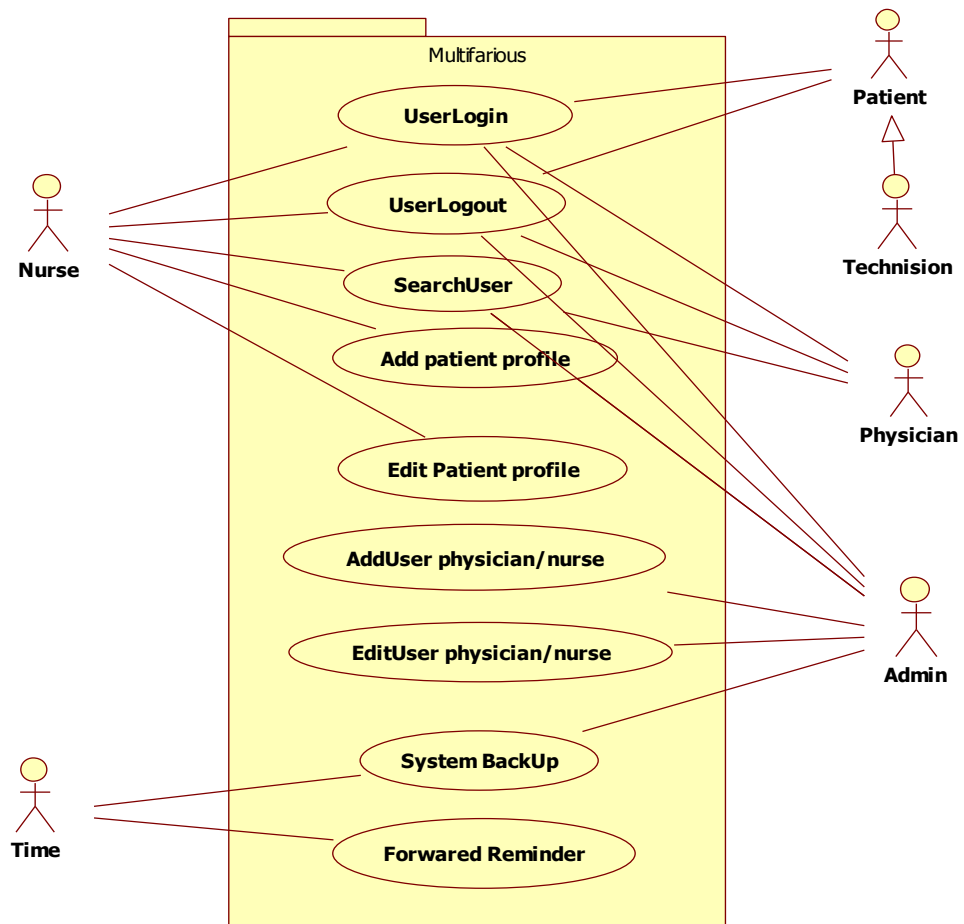 Multifarious
UserLogin
Patient
UserLogout
Nurse
Technision
SearchUser
Add patient profile
Physician
Edit Patient profile
AddUser physician/nurse
EditUser physician/nurse
Admin
System BackUp
Time
Forwared Reminder